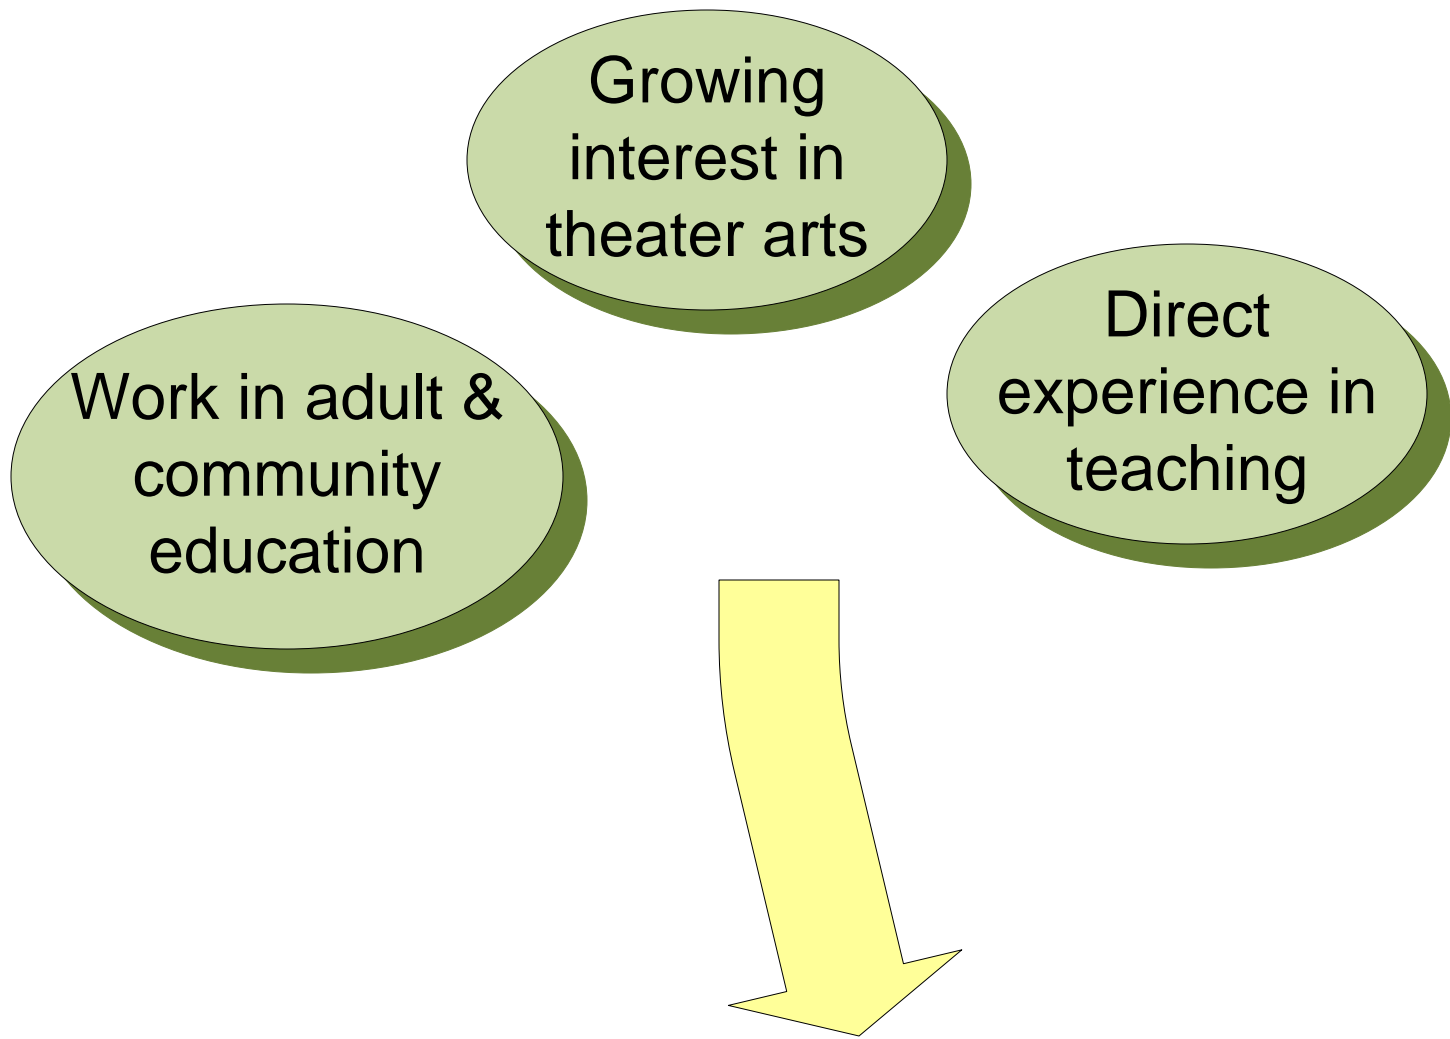 Growing
interest in
theater arts
Direct
experience in
teaching
Work in adult &
community
education